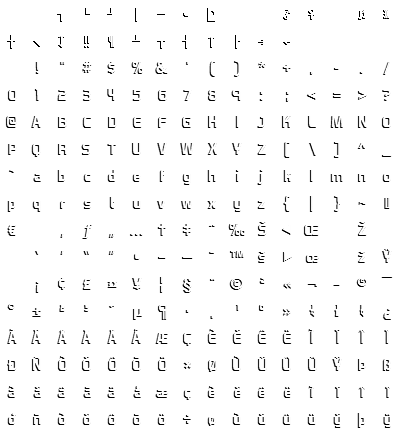 ! " # $ % & ' ( ) * + , - . /
0 1 2 3 4 5 6 7 8 9 : ; < = > ?
@ A B C D E F G H I J K L M N O
P Q R S T U V W X Y Z [ \ ] ^ _
` a b c d e f g h i j k l m n o
p q r s t u v w x y z { | } ~
€ ‚ ƒ „ … † ‡ ˆ ‰ Š ‹ Œ Ž
‘ ’ “ ” • – — ˜ ™ š › œ ž Ÿ
¡ ¢ £ ¤ ¥ ¦ § ¨ © ª « ¬ - ® ¯
° ± ² ³ ´ µ ¶ · ¸ ¹ º » ¼ ½ ¾ ¿
À Á Â Ã Ä Å Æ Ç È É Ê Ë Ì Í Î Ï
Ð Ñ Ò Ó Ô Õ Ö × Ø Ù Ú Û Ü Ý Þ ß
à á â ã ä å æ ç è é ê ë ì í î ï
ð ñ ò ó ô õ ö ÷ ø ù ú û ü ý þ ÿ